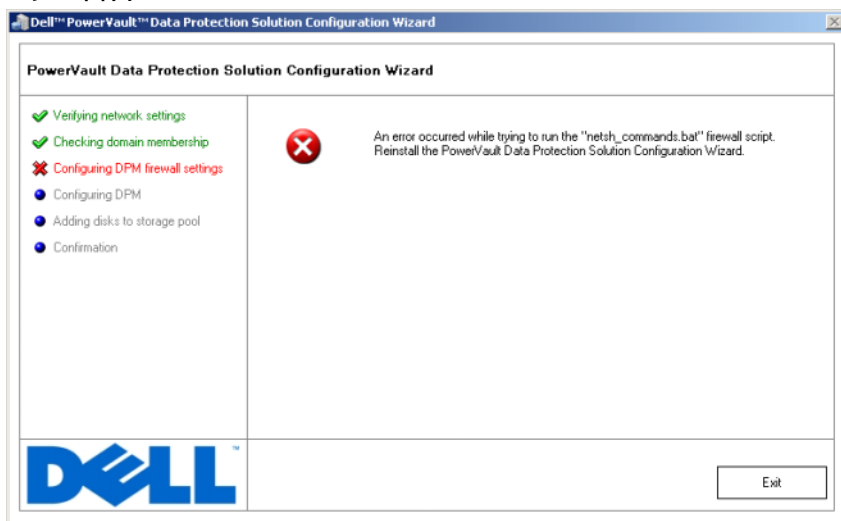 Dell™ PowerVault™ Data Protection Solution Configuration Wizard
PowerVault Data Protection Solution Configuration Wizard
Verifying network settings
Checking domain membership
Configuring DPM firewall settings
Configuring DPM
Adding disks to storage pool
Confirmation
An error occurred while trying to run the "netsh_commands.bat" firewall script.
Reinstall the PowerVault Data Protection Solution Configuration Wizard.
DELL™
Exit